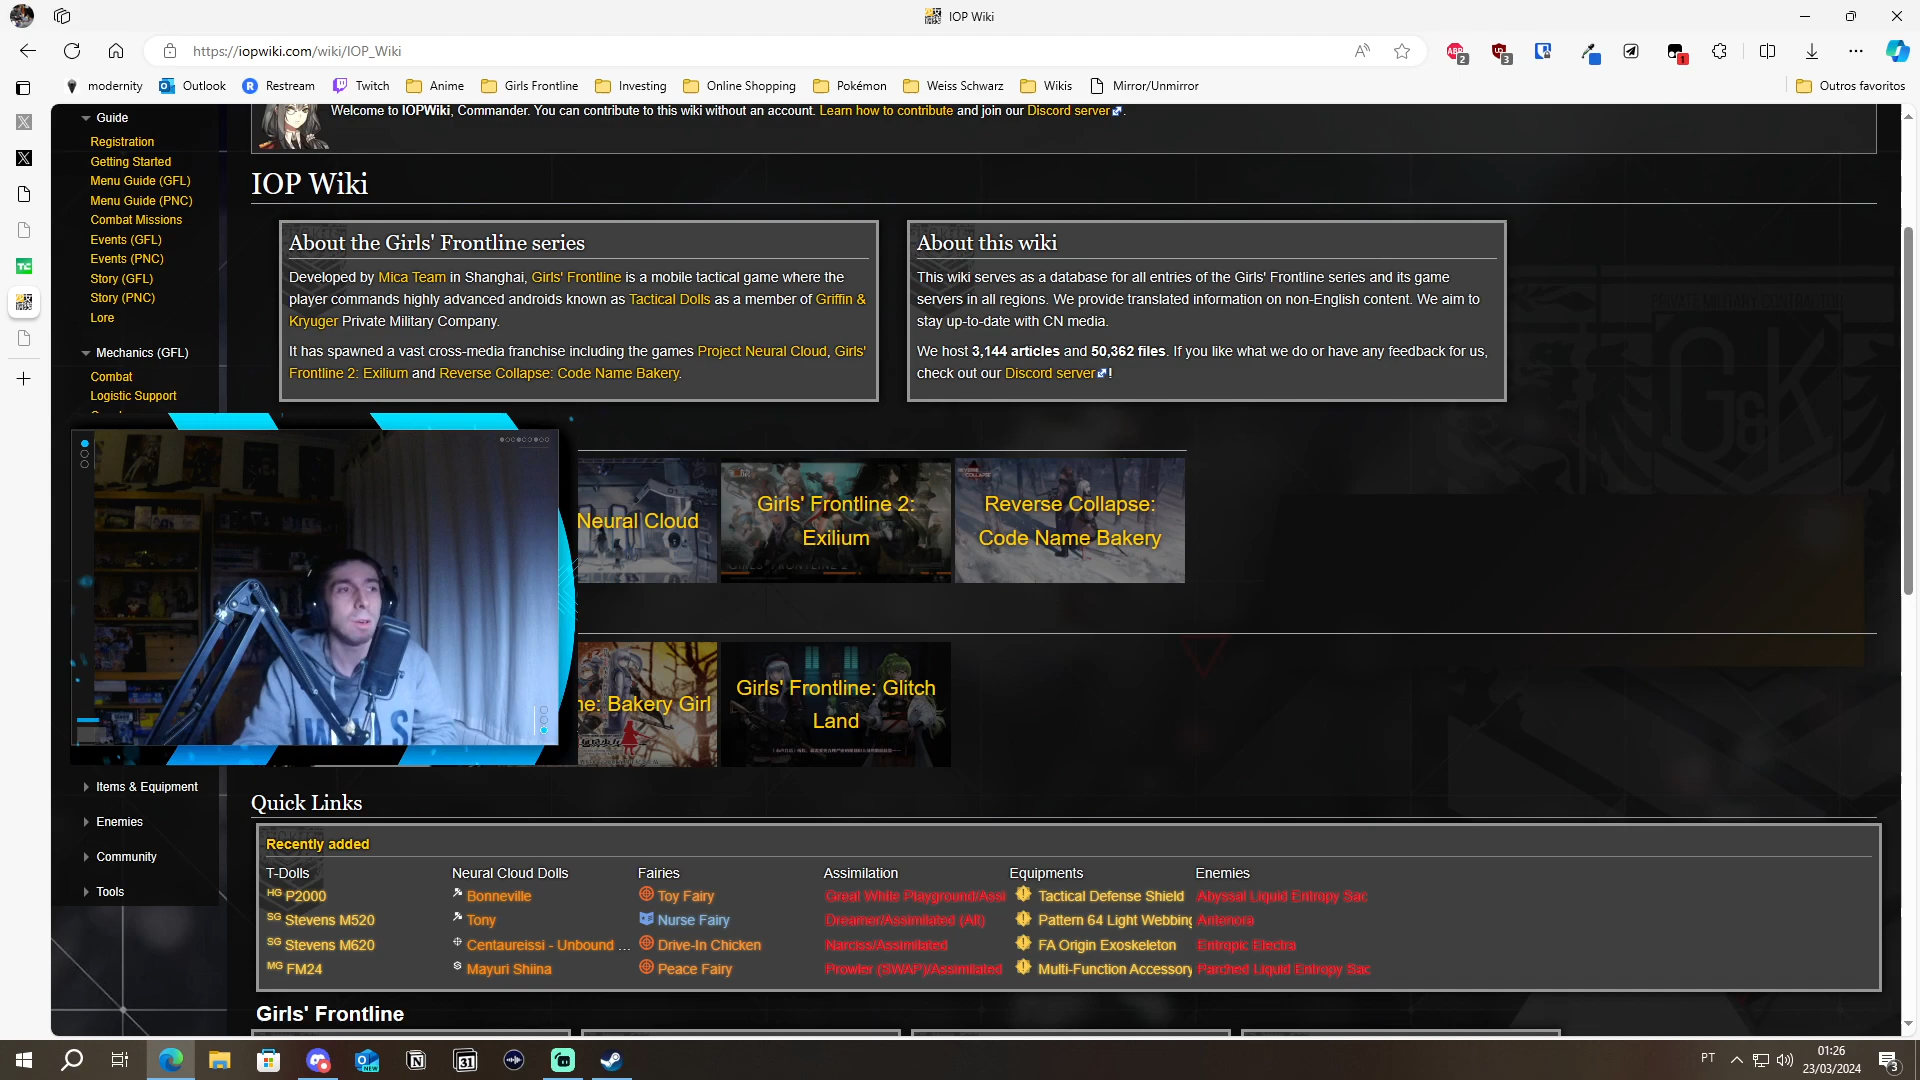 IOP Wiki
https://iopwiki.com/wiki/IOP_Wiki
2
3
1
modernity
Outlook
Restream
Twitch
Anime
Girls Frontline
Investing
Online Shopping
Pokémon
Weiss Schwarz
Wikis
Mirror/Unmirror
Outros favoritos
Guide
Registration
Getting Started
Menu Guide (GFL)
Menu Guide (PNC)
Combat Missions
Events (GFL)
Events (PNC)
Story (GFL)
Story (PNC)
Lore
Mechanics (GFL)
Combat
Logistic Support
Items & Equipment
Enemies
Community
Tools
Welcome to IOPWiki, Commander. You can contribute to this wiki without an account. Learn how to contribute and join our Discord server.
IOP Wiki
About the Girls' Frontline series
Developed by Mica Team in Shanghai, Girls' Frontline is a mobile tactical game where the
player commands highly advanced androids known as Tactical Dolls as a member of Griffin &
Kryuger Private Military Company.
It has spawned a vast cross-media franchise including the games Project Neural Cloud, Girls'
Frontline 2: Exilium and Reverse Collapse: Code Name Bakery.
About this wiki
This wiki serves as a database for all entries of the Girls' Frontline series and its game
servers in all regions. We provide translated information on non-English content. We aim to
stay up-to-date with CN media.
We host 3,144 articles and 50,362 files. If you like what we do or have any feedback for us,
check out our Discord server!
Neural Cloud
Girls' Frontline 2:
Exilium
Reverse Collapse:
Code Name Bakery
ne: Bakery Girl
Girls' Frontline: Glitch
Land
Quick Links
Recently added
T-Dolls
HG P2000
SG Stevens M520
SG Stevens M620
MG FM24
Neural Cloud Dolls
Bonneville
Tony
Centaureissi - Unbound ...
Mayuri Shiina
Fairies
Toy Fairy
Nurse Fairy
Drive-In Chicken
Peace Fairy
Assimilation
Great White Playground/Assi
Dreamer/Assimilated (Alt)
Narciss/Assimilated
Prowler (SWAP)/Assimilated
Equipments
Tactical Defense Shield
Pattern 64 Light Webbing
FA Origin Exoskeleton
Multi-Function Accessory
Enemies
Abyssal Liquid Entropy Sac
Antenora
Entropic Electra
Parched Liquid Entropy Sac
Girls' Frontline
PT
01:26
23/03/2024
3